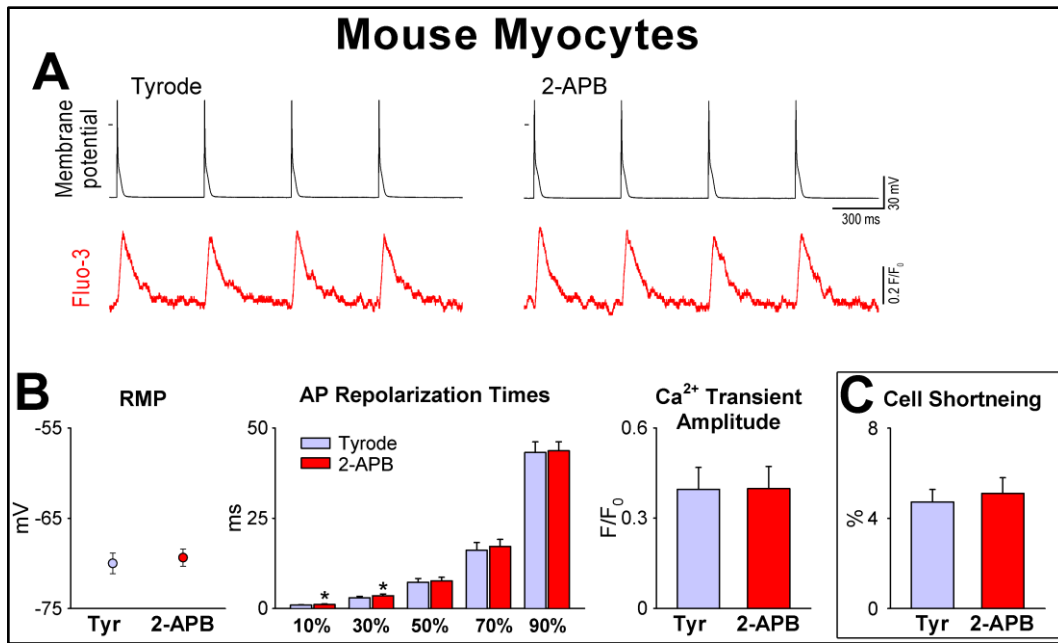 Mouse Myocytes
A
Tyrode
2-APB
Membrane
potential
30 mV
300 ms
Fluo-3
0.2 F/F₀
B
RMP
AP Repolarization Times
Ca²⁺ Transient
Amplitude
C
Cell Shortneing
-55
-65
-75
mV
Tyr
2-APB
50
25
0
ms
Tyrode
2-APB
*
*
10%
30%
50%
70%
90%
0.6
0.3
0
F/F₀
Tyr
2-APB
8
4
0
%
Tyr
2-APB